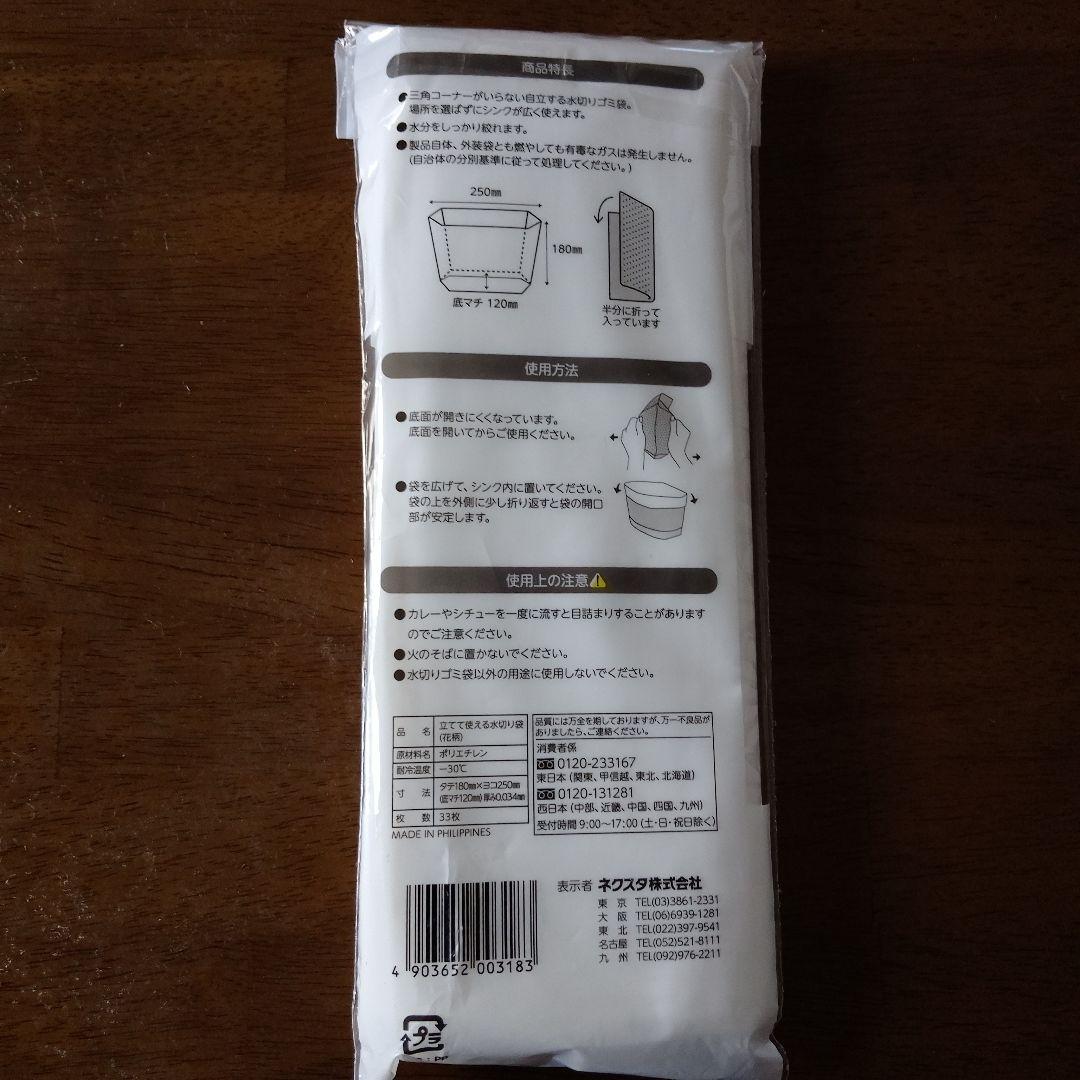 商品特長
●三角コーナーがいらない自立する水切りゴミ袋。
場所を選ばずにシンクが広く使えます。
●水分をしっかり絞れます。
●製品自体、外装袋とも燃やしても有毒なガスは発生しません。
(自治体の分別基準に従って処理してください。)
250㎜
180㎜
底マチ 120㎜
半分に折って
入っています
使用方法
●底面が開きにくくなっています。
底面を開いてからご使用ください。
●袋を広げて、シンク内に置いてください。
袋の上を外側に少し折り返すと袋の開口
部が安定します。
使用上の注意
●カレーやシチューを一度に流すと目詰まりすることがあります
のでご注意ください。
●火のそばに置かないでください。
●水切りゴミ袋以外の用途に使用しないでください。
品名 立てて使える水切り袋
(花柄)
原材料名 ポリエチレン
耐冷温度 −30℃
寸法 タテ180㎜×ヨコ250㎜
(底マチ120㎜) 厚み0.034㎜
枚数 33枚
MADE IN PHILIPPINES
品質には万全を期しておりますが、万一不良品が
ありましたら、ご連絡ください。
消費者係
0120-233167
東日本 (関東、甲信越、東北、北海道)
0120-131281
西日本 (中部、近畿、中国、四国、九州)
受付時間 9:00〜17:00 (土・日・祝日除く)
表示者 ネクスタ株式会社
東京 TEL(03)3861-2331
大阪 TEL(06)6939-1281
東北 TEL(022)397-9541
名古屋 TEL(052)521-8111
九州 TEL(092)976-2211
4 903652 003183
プラ
: PP